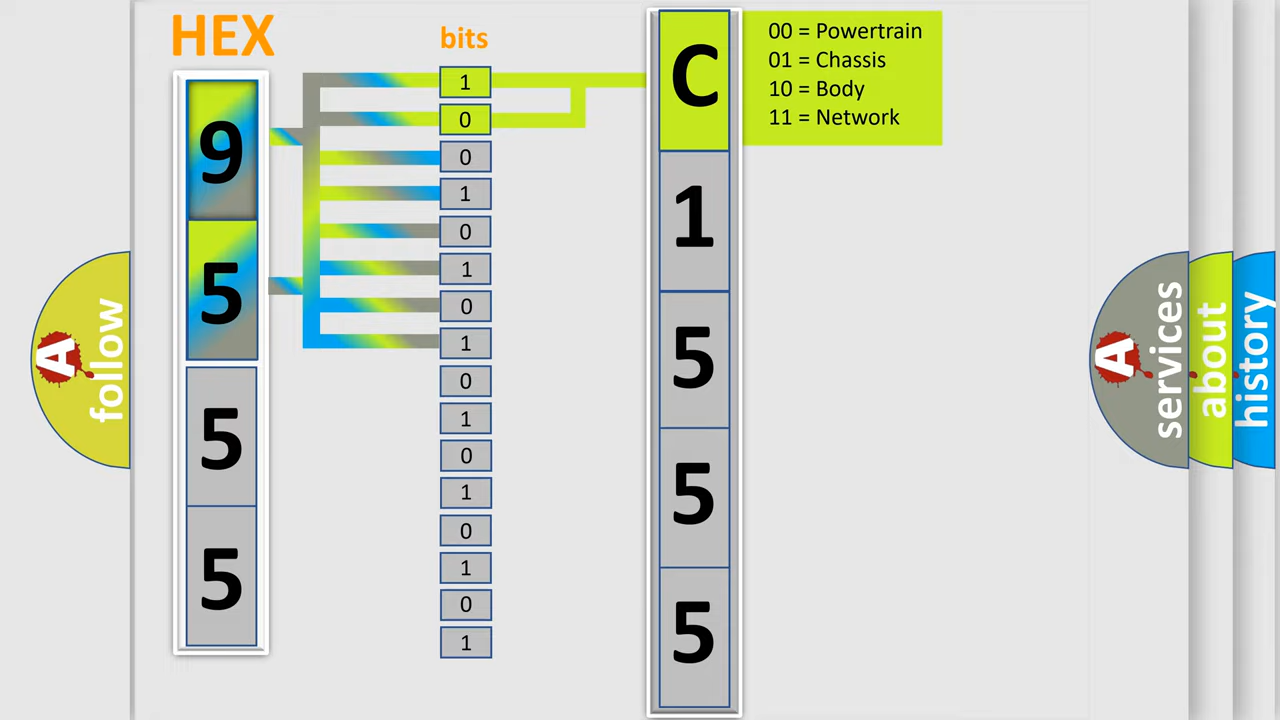 HEX
9
5
5
5
bits
1
0
0
1
0
1
0
1
0
1
0
1
0
1
0
1
C
1
5
5
5
00 = Powertrain
01 = Chassis
10 = Body
11 = Network
A
follow
A
services
about
history